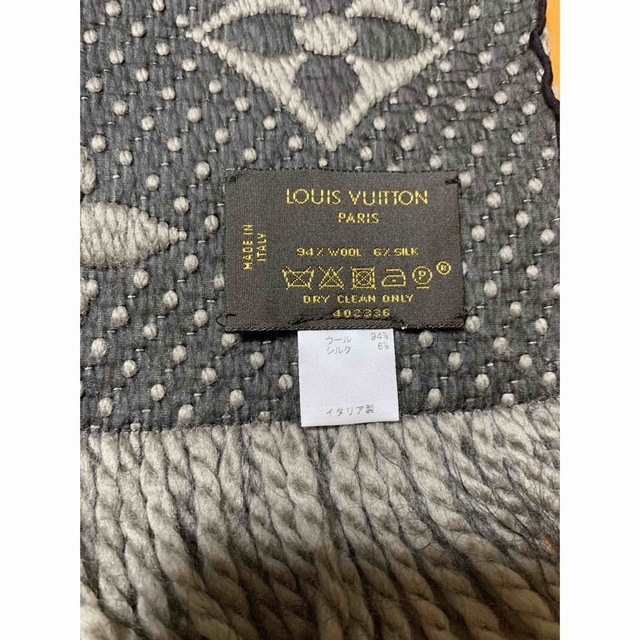 LOUIS VUITTON
PARIS
MADE IN
ITALY
94% WOOL 6% SILK
P ®
DRY CLEAN ONLY
402336
ウール 94%
シルク 6%
イタリア製